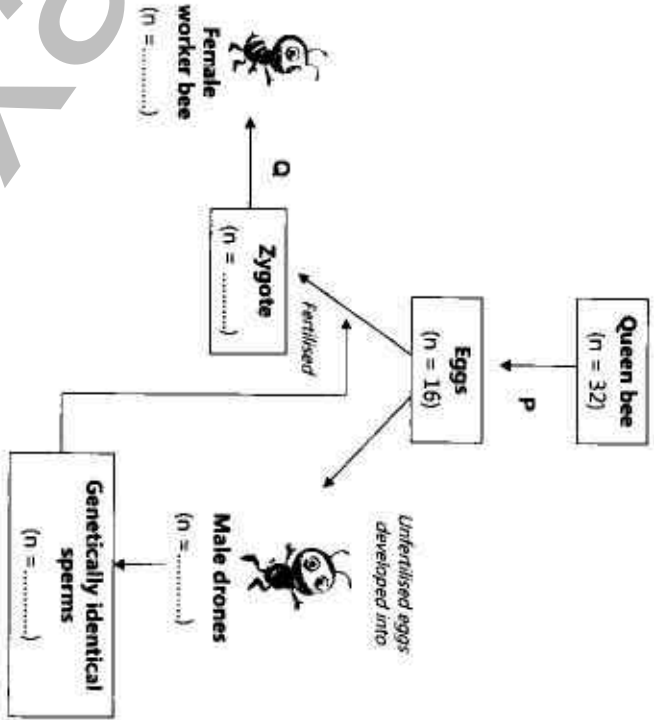 Queen bee
(n = 32)
P
Eggs
(n = 16)
Unfertilised eggs
developed into
Fertilised
Male drones
(n =............)
Zygote
(n = ............)
Q
Female
worker bee
(n =............)
Genetically identical
sperms
(n =............)